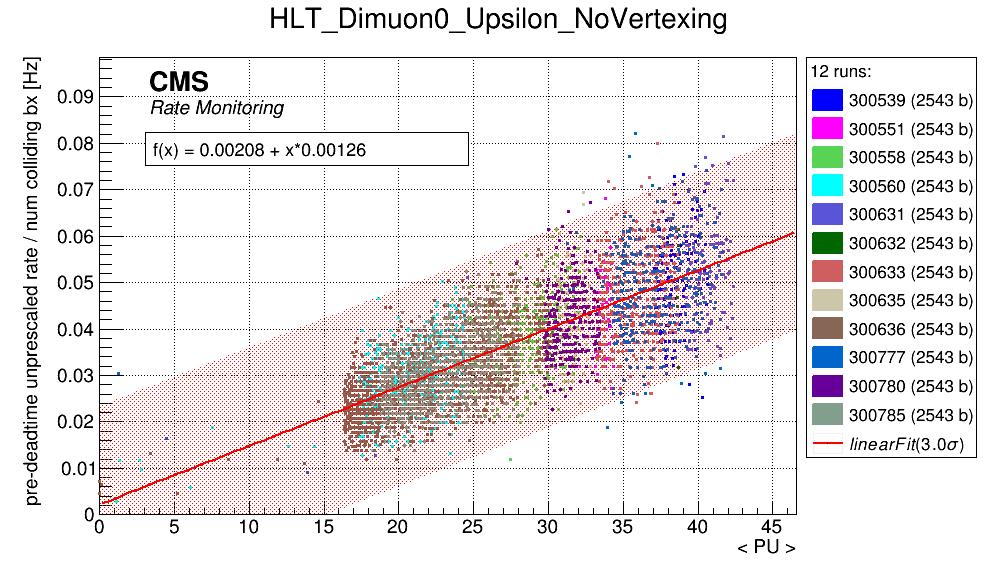 HLT_Dimuon0_Upsilon_NoVertexing
pre-deadtime unprescaled rate / num colliding bx [Hz]
CMS
Rate Monitoring
f(x) = 0.00208 + x*0.00126
0.09
0.08
0.07
0.06
0.05
0.04
0.03
0.02
0.01
0
0 5 10 15 20 25 30 35 40 45
< PU >
12 runs:
300539 (2543 b)
300551 (2543 b)
300558 (2543 b)
300560 (2543 b)
300631 (2543 b)
300632 (2543 b)
300633 (2543 b)
300635 (2543 b)
300636 (2543 b)
300777 (2543 b)
300780 (2543 b)
300785 (2543 b)
linearFit(3.0σ)